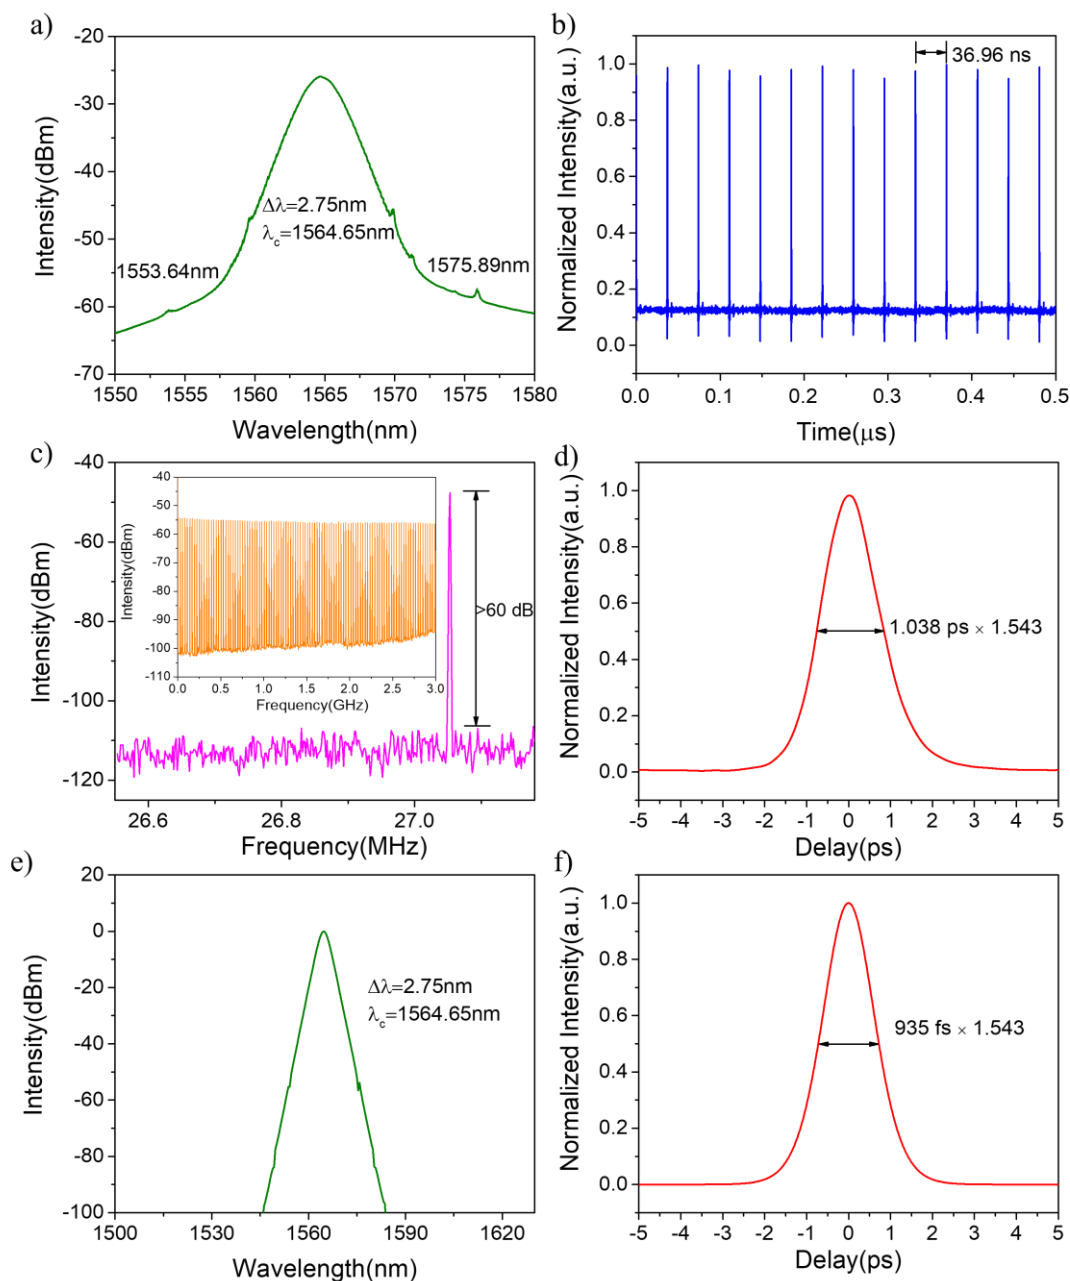 a)
Intensity(dBm)
-20
-30
-40
-50
-60
-70
Δλ=2.75nm
λc=1564.65nm
1553.64nm
1575.89nm
1550 1555 1560 1565 1570 1575 1580
Wavelength(nm)
b)
Normalized Intensity(a.u.)
1.0
0.8
0.6
0.4
0.2
0.0
36.96 ns
0.0 0.1 0.2 0.3 0.4 0.5
Time(μs)
c)
Intensity(dBm)
-40
-60
-80
-100
-120
Intensity(dBm)
-40
-50
-60
-70
-80
-90
-100
-110
0.0 0.5 1.0 1.5 2.0 2.5 3.0
Frequency(GHz)
>60 dB
26.6 26.8 27.0
Frequency(MHz)
d)
Normalized Intensity(a.u.)
1.0
0.8
0.6
0.4
0.2
0.0
1.038 ps × 1.543
-5 -4 -3 -2 -1 0 1 2 3 4 5
Delay(ps)
e)
Intensity(dBm)
20
0
-20
-40
-60
-80
-100
Δλ=2.75nm
λc=1564.65nm
1500 1530 1560 1590 1620
Wavelength(nm)
f)
Normalized Intensity(a.u.)
1.0
0.8
0.6
0.4
0.2
0.0
935 fs × 1.543
-5 -4 -3 -2 -1 0 1 2 3 4 5
Delay(ps)